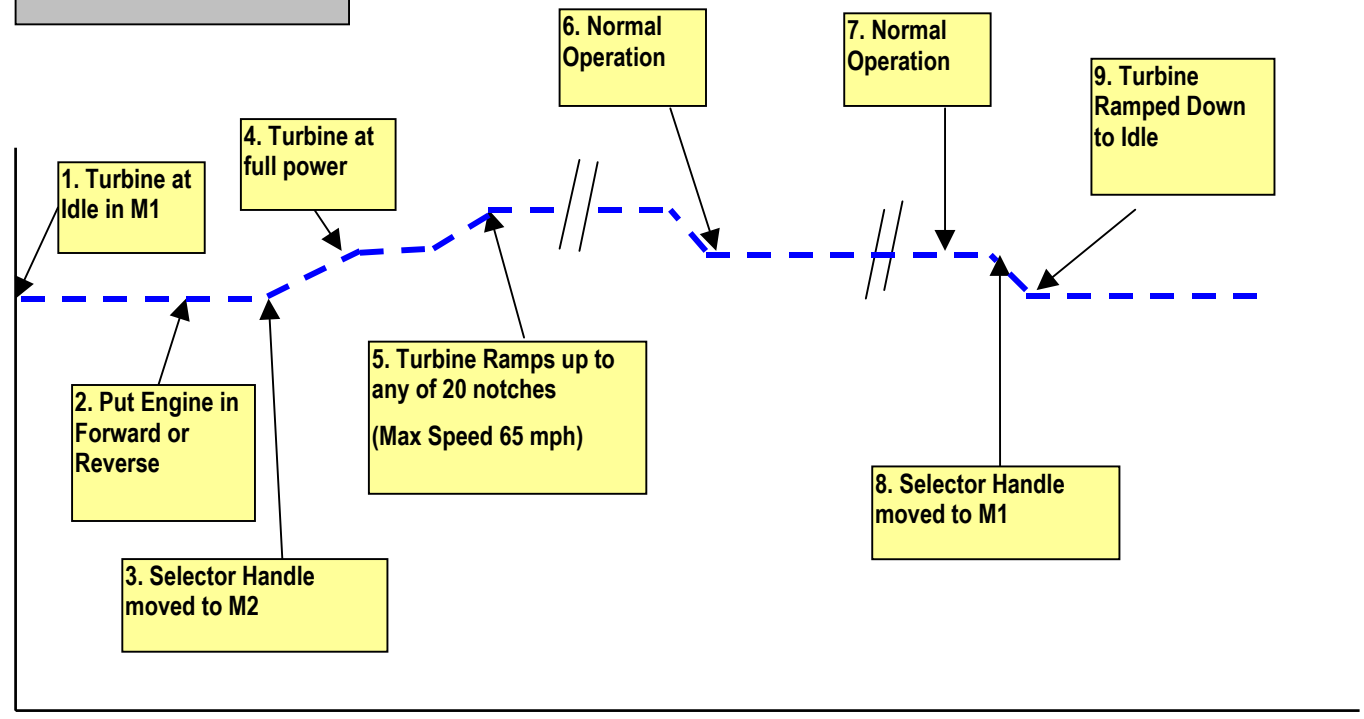 6. Normal
Operation
7. Normal
Operation
9. Turbine
Ramped Down
to Idle
4. Turbine at
full power
1. Turbine at
Idle in M1
5. Turbine Ramps up to
any of 20 notches
(Max Speed 65 mph)
2. Put Engine in
Forward or
Reverse
8. Selector Handle
moved to M1
3. Selector Handle
moved to M2